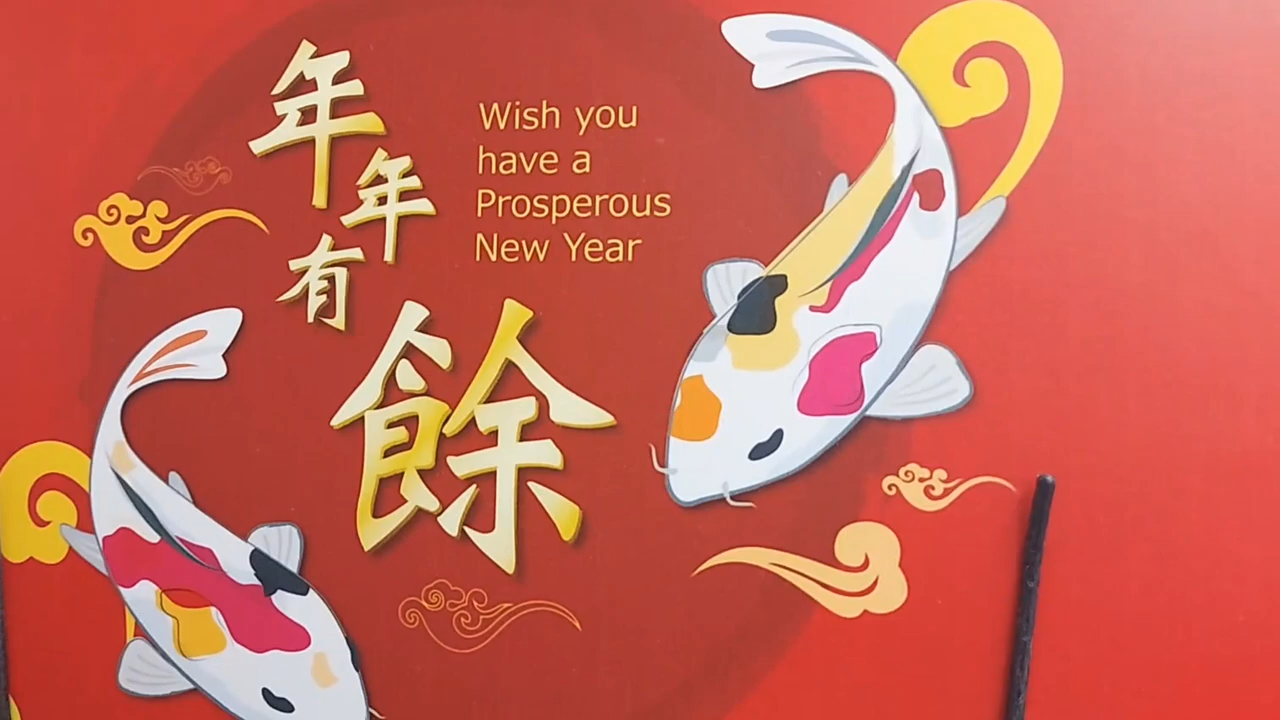 年年有餘
Wish you
have a
Prosperous
New Year